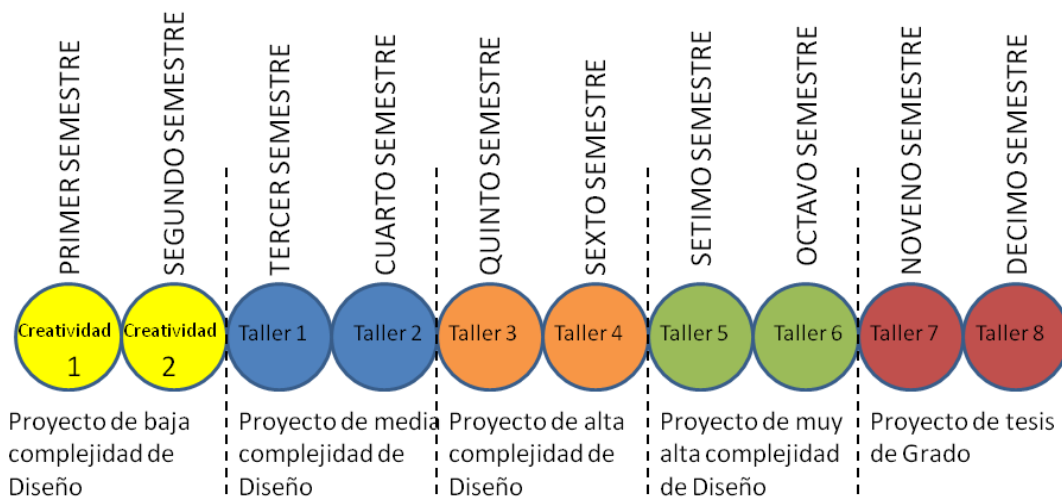 PRIMER SEMESTRE
SEGUNDO SEMESTRE
TERCER SEMESTRE
CUARTO SEMESTRE
QUINTO SEMESTRE
SEXTO SEMESTRE
SETIMO SEMESTRE
OCTAVO SEMESTRE
NOVENO SEMESTRE
DECIMO SEMESTRE
Creatividad
1
Creatividad
2
Taller 1
Taller 2
Taller 3
Taller 4
Taller 5
Taller 6
Taller 7
Taller 8
Proyecto de baja
complejidad de
Diseño
Proyecto de media
complejidad de
Diseño
Proyecto de alta
complejidad de
Diseño
Proyecto de muy
alta complejidad
de Diseño
Proyecto de tesis
de Grado